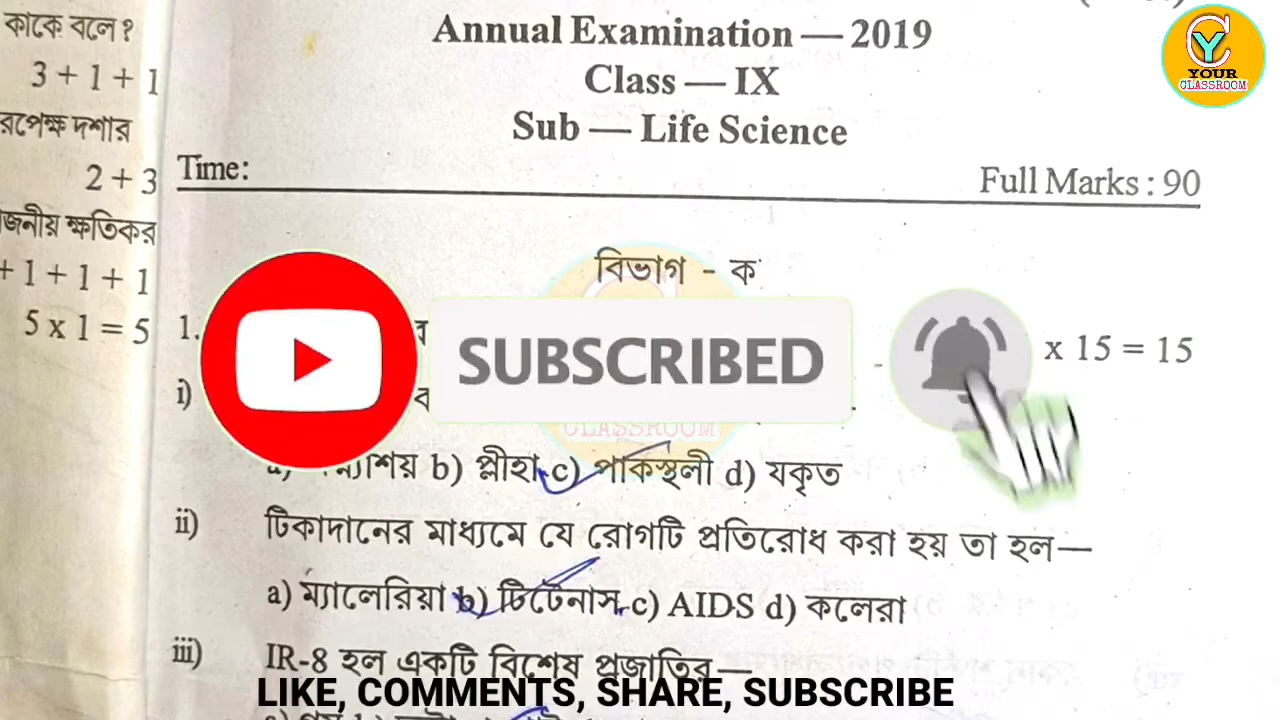 কাকে বলে?
3 + 1 + 1
রপেক্ষ দশার
2 + 3
জনীয় ক্ষতিকর
+ 1 + 1 + 1
5 x 1 = 5
Annual Examination — 2019
Class — IX
Sub — Life Science
Time:
Full Marks : 90
C
Y
YOUR
CLASSROOM
বিভাগ - ক
1.
x 15 = 15
SUBSCRIBED
i)
CLASSROOM
b) প্লীহা c) পাকস্থলী d) যকৃত
ii) টিকাদানের মাধ্যমে যে রোগটি প্রতিরোধ করা হয় তা হল—
a) ম্যালেরিয়া b) টিটেনাস c) AIDS d) কলেরা
iii) IR-8 হল একটি বিশেষ প্রজাতির—
LIKE, COMMENTS, SHARE, SUBSCRIBE